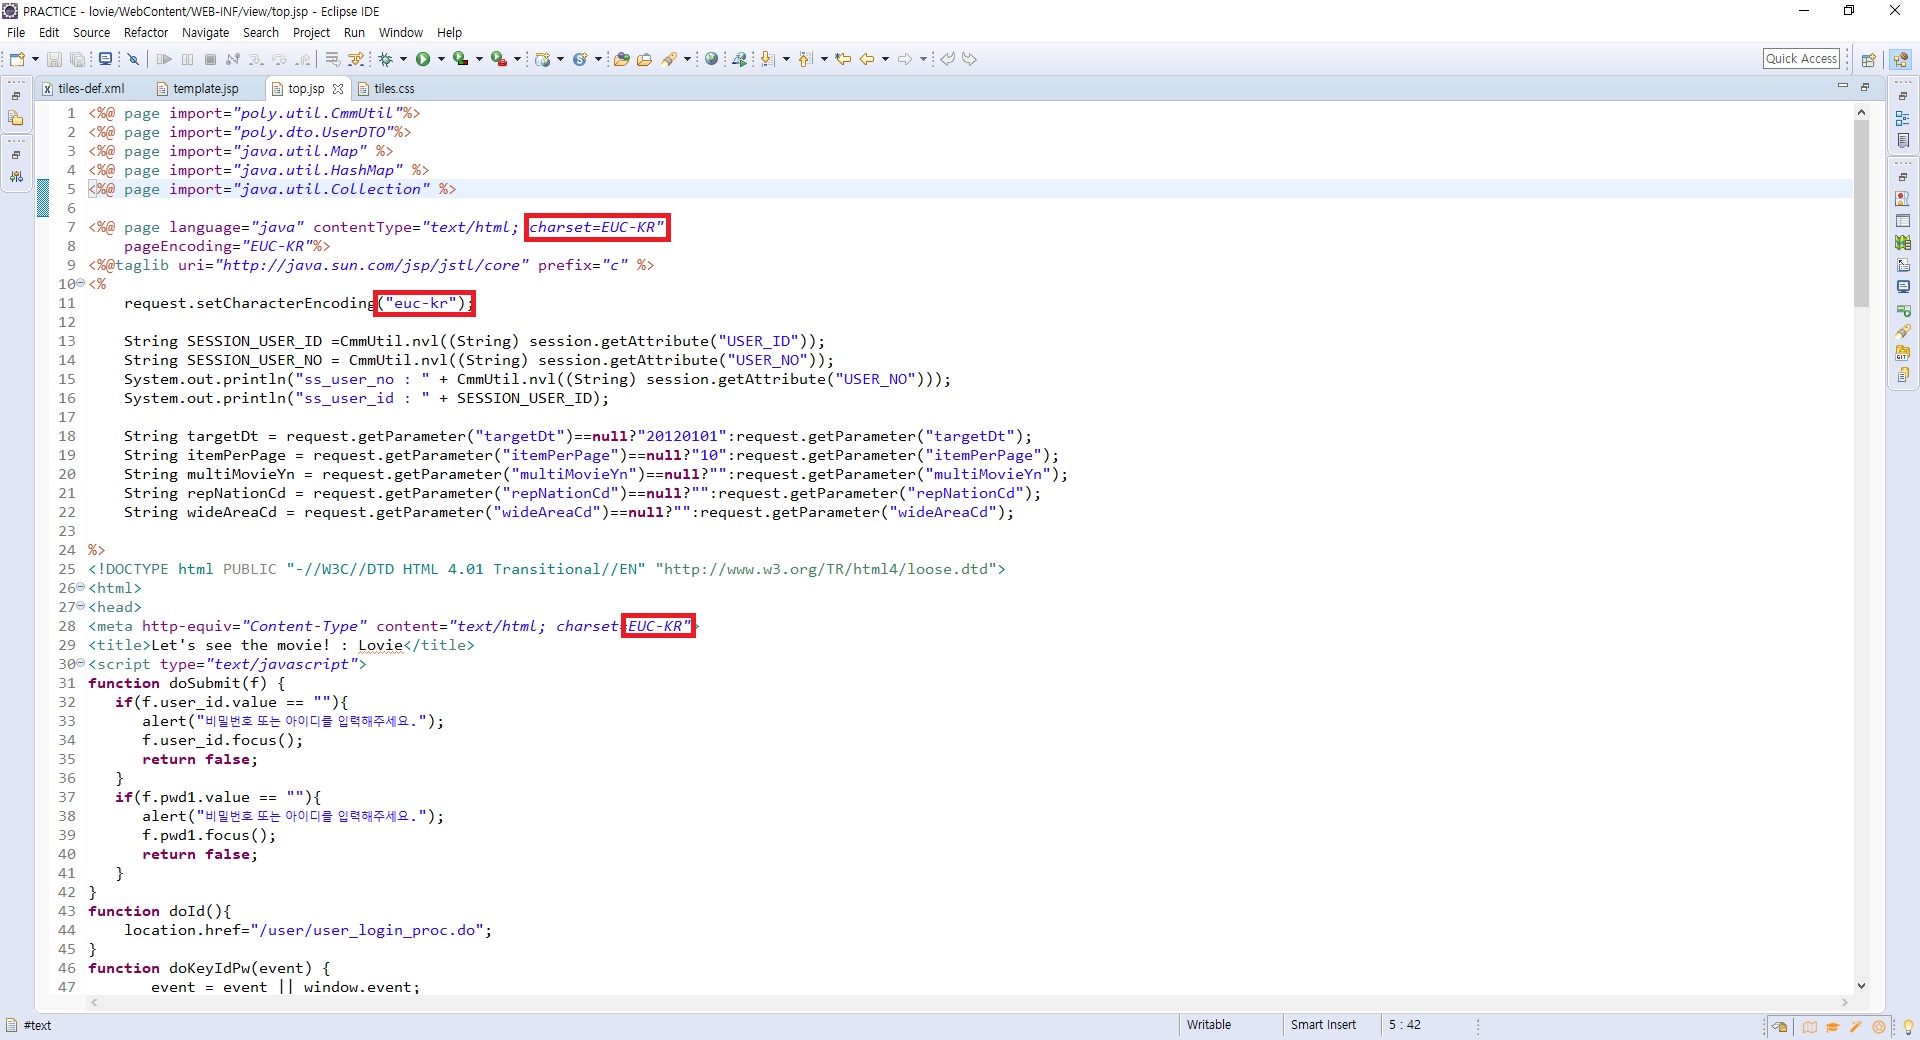 PRACTICE - lovie/WebContent/WEB-INF/view/top.jsp - Eclipse IDE
File Edit Source Refactor Navigate Search Project Run Window Help
Quick Access
tiles-def.xml template.jsp top.jsp tiles.css
1 <%@ page import="poly.util.CmmUtil"%>
2 <%@ page import="poly.dto.UserDTO"%>
3 <%@ page import="java.util.Map" %>
4 <%@ page import="java.util.HashMap" %>
5 <%@ page import="java.util.Collection" %>
6
7 <%@ page language="java" contentType="text/html; charset=EUC-KR"
8     pageEncoding="EUC-KR"%>
9 <%@taglib uri="http://java.sun.com/jsp/jstl/core" prefix="c" %>
10 <%
11     request.setCharacterEncoding("euc-kr");
12
13     String SESSION_USER_ID =CmmUtil.nvl((String) session.getAttribute("USER_ID"));
14     String SESSION_USER_NO = CmmUtil.nvl((String) session.getAttribute("USER_NO"));
15     System.out.println("ss_user_no : " + CmmUtil.nvl((String) session.getAttribute("USER_NO")));
16     System.out.println("ss_user_id : " + SESSION_USER_ID);
17
18     String targetDt = request.getParameter("targetDt")==null?"20120101":request.getParameter("targetDt");
19     String itemPerPage = request.getParameter("itemPerPage")==null?"10":request.getParameter("itemPerPage");
20     String multiMovieYn = request.getParameter("multiMovieYn")==null?"":request.getParameter("multiMovieYn");
21     String repNationCd = request.getParameter("repNationCd")==null?"":request.getParameter("repNationCd");
22     String wideAreaCd = request.getParameter("wideAreaCd")==null?"":request.getParameter("wideAreaCd");
23
24 %>
25 <!DOCTYPE html PUBLIC "-//W3C//DTD HTML 4.01 Transitional//EN" "http://www.w3.org/TR/html4/loose.dtd">
26 <html>
27 <head>
28 <meta http-equiv="Content-Type" content="text/html; charset=EUC-KR">
29 <title>Let's see the movie! : Lovie</title>
30 <script type="text/javascript">
31 function doSubmit(f) {
32    if(f.user_id.value == ""){
33       alert("비밀번호 또는 아이디를 입력해주세요.");
34       f.user_id.focus();
35       return false;
36    }
37    if(f.pwd1.value == ""){
38       alert("비밀번호 또는 아이디를 입력해주세요.");
39       f.pwd1.focus();
40       return false;
41    }
42 }
43 function doId(){
44     location.href="/user/user_login_proc.do";
45 }
46 function doKeyIdPw(event) {
47        event = event || window.event;
#text Writable Smart Insert 5 : 42